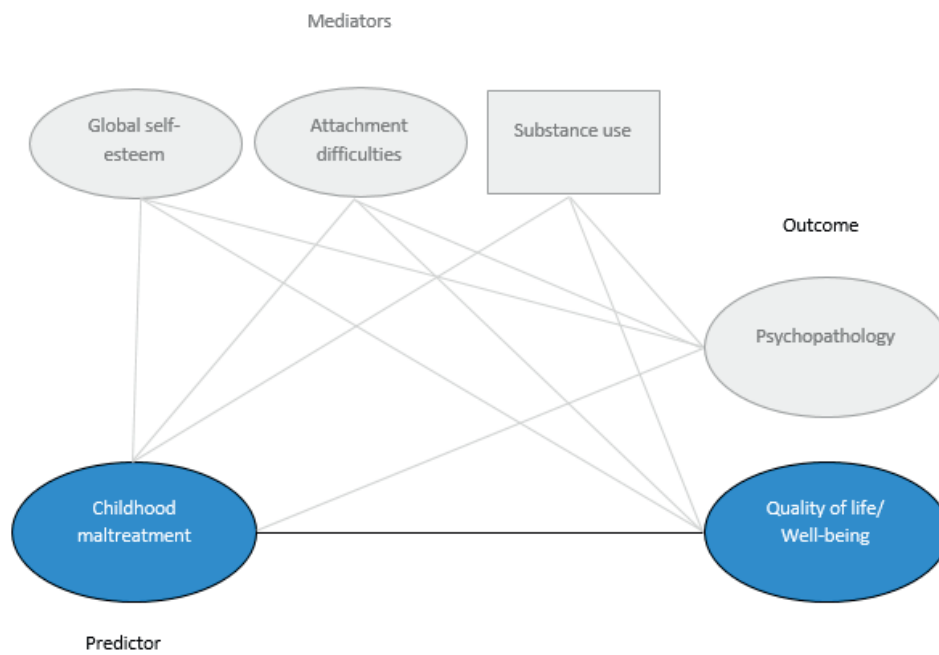 Mediators
Global self-
esteem
Attachment
difficulties
Substance use
Outcome
Psychopathology
Childhood
maltreatment
Quality of life/
Well-being
Predictor